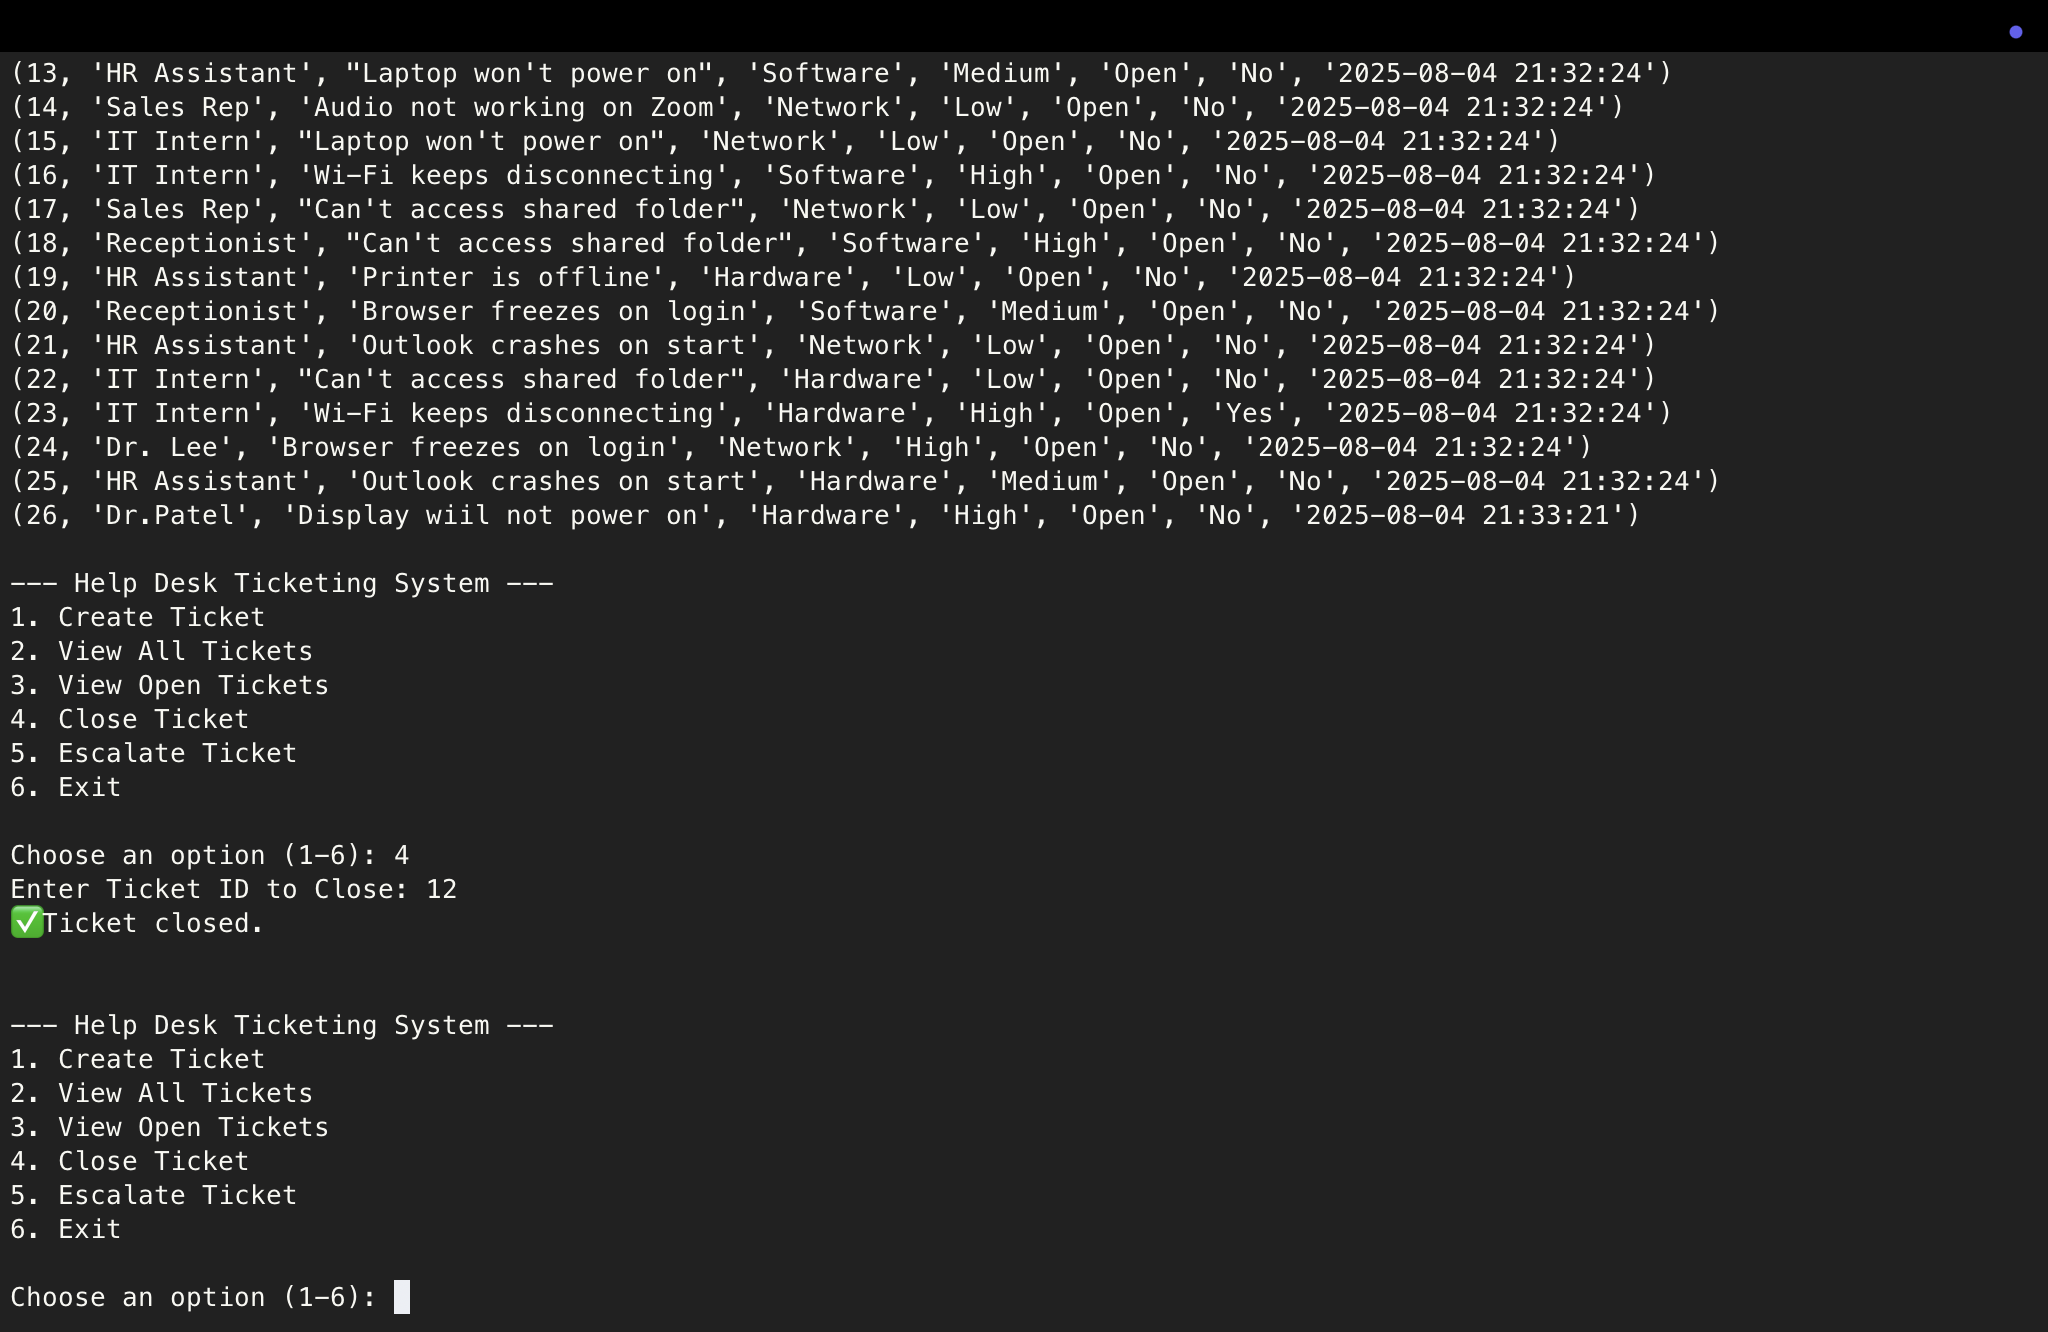 (13, 'HR Assistant', "Laptop won't power on", 'Software', 'Medium', 'Open', 'No', '2025-08-04 21:32:24')
(14, 'Sales Rep', 'Audio not working on Zoom', 'Network', 'Low', 'Open', 'No', '2025-08-04 21:32:24')
(15, 'IT Intern', "Laptop won't power on", 'Network', 'Low', 'Open', 'No', '2025-08-04 21:32:24')
(16, 'IT Intern', 'Wi-Fi keeps disconnecting', 'Software', 'High', 'Open', 'No', '2025-08-04 21:32:24')
(17, 'Sales Rep', "Can't access shared folder", 'Network', 'Low', 'Open', 'No', '2025-08-04 21:32:24')
(18, 'Receptionist', "Can't access shared folder", 'Software', 'High', 'Open', 'No', '2025-08-04 21:32:24')
(19, 'HR Assistant', 'Printer is offline', 'Hardware', 'Low', 'Open', 'No', '2025-08-04 21:32:24')
(20, 'Receptionist', 'Browser freezes on login', 'Software', 'Medium', 'Open', 'No', '2025-08-04 21:32:24')
(21, 'HR Assistant', 'Outlook crashes on start', 'Network', 'Low', 'Open', 'No', '2025-08-04 21:32:24')
(22, 'IT Intern', "Can't access shared folder", 'Hardware', 'Low', 'Open', 'No', '2025-08-04 21:32:24')
(23, 'IT Intern', 'Wi-Fi keeps disconnecting', 'Hardware', 'High', 'Open', 'Yes', '2025-08-04 21:32:24')
(24, 'Dr. Lee', 'Browser freezes on login', 'Network', 'High', 'Open', 'No', '2025-08-04 21:32:24')
(25, 'HR Assistant', 'Outlook crashes on start', 'Hardware', 'Medium', 'Open', 'No', '2025-08-04 21:32:24')
(26, 'Dr.Patel', 'Display wiil not power on', 'Hardware', 'High', 'Open', 'No', '2025-08-04 21:33:21')
--- Help Desk Ticketing System ---
1. Create Ticket
2. View All Tickets
3. View Open Tickets
4. Close Ticket
5. Escalate Ticket
6. Exit
Choose an option (1-6): 4
Enter Ticket ID to Close: 12
✅Ticket closed.
--- Help Desk Ticketing System ---
1. Create Ticket
2. View All Tickets
3. View Open Tickets
4. Close Ticket
5. Escalate Ticket
6. Exit
Choose an option (1-6):